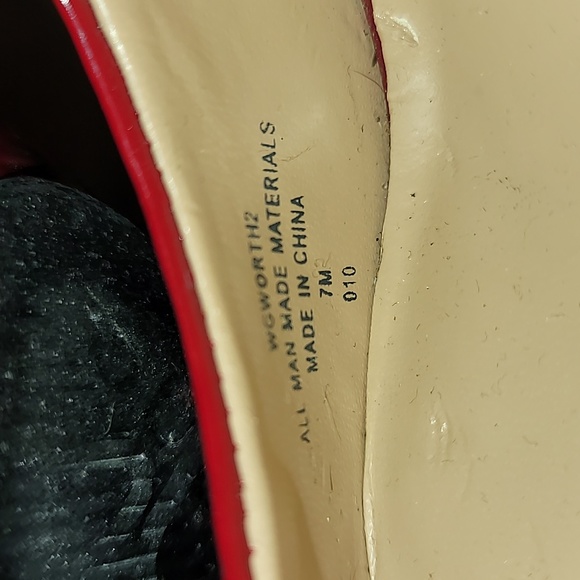 WGWORTH2
ALL MAN MADE MATERIALS
MADE IN CHINA
7M
010